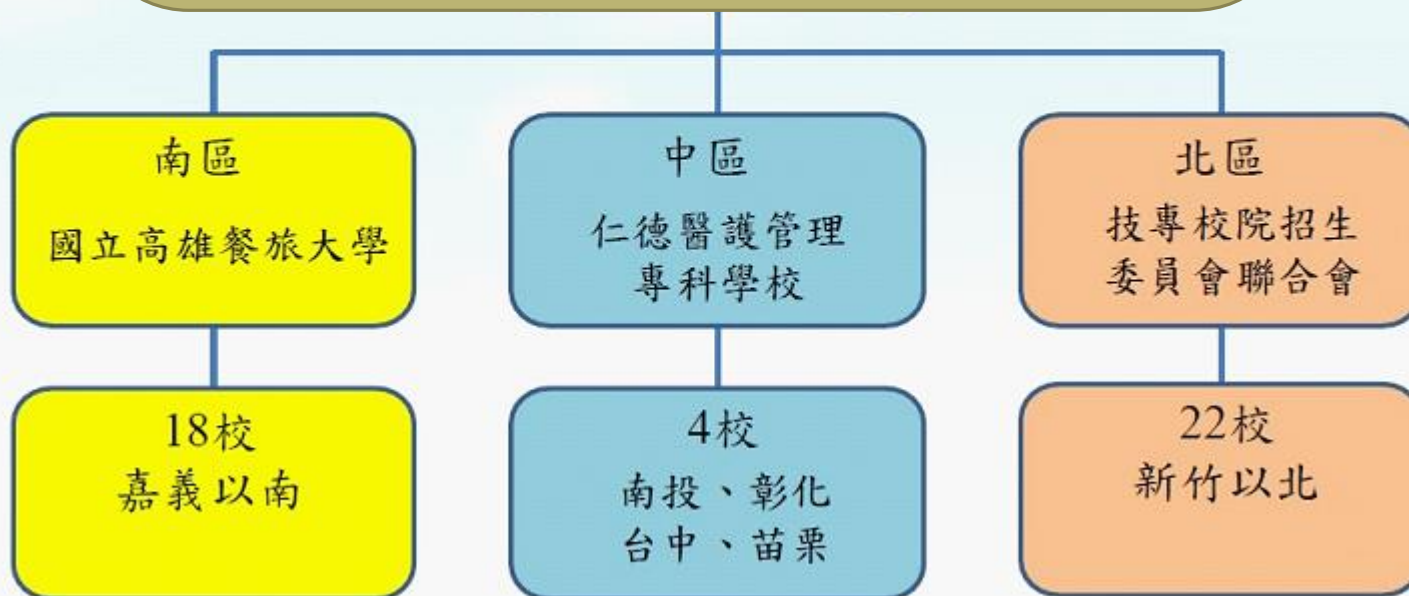 南區
國立高雄餐旅大學
中區
仁德醫護管理
專科學校
北區
技專校院招生
委員會聯合會
18校
嘉義以南
4校
南投、彰化
台中、苗栗
22校
新竹以北